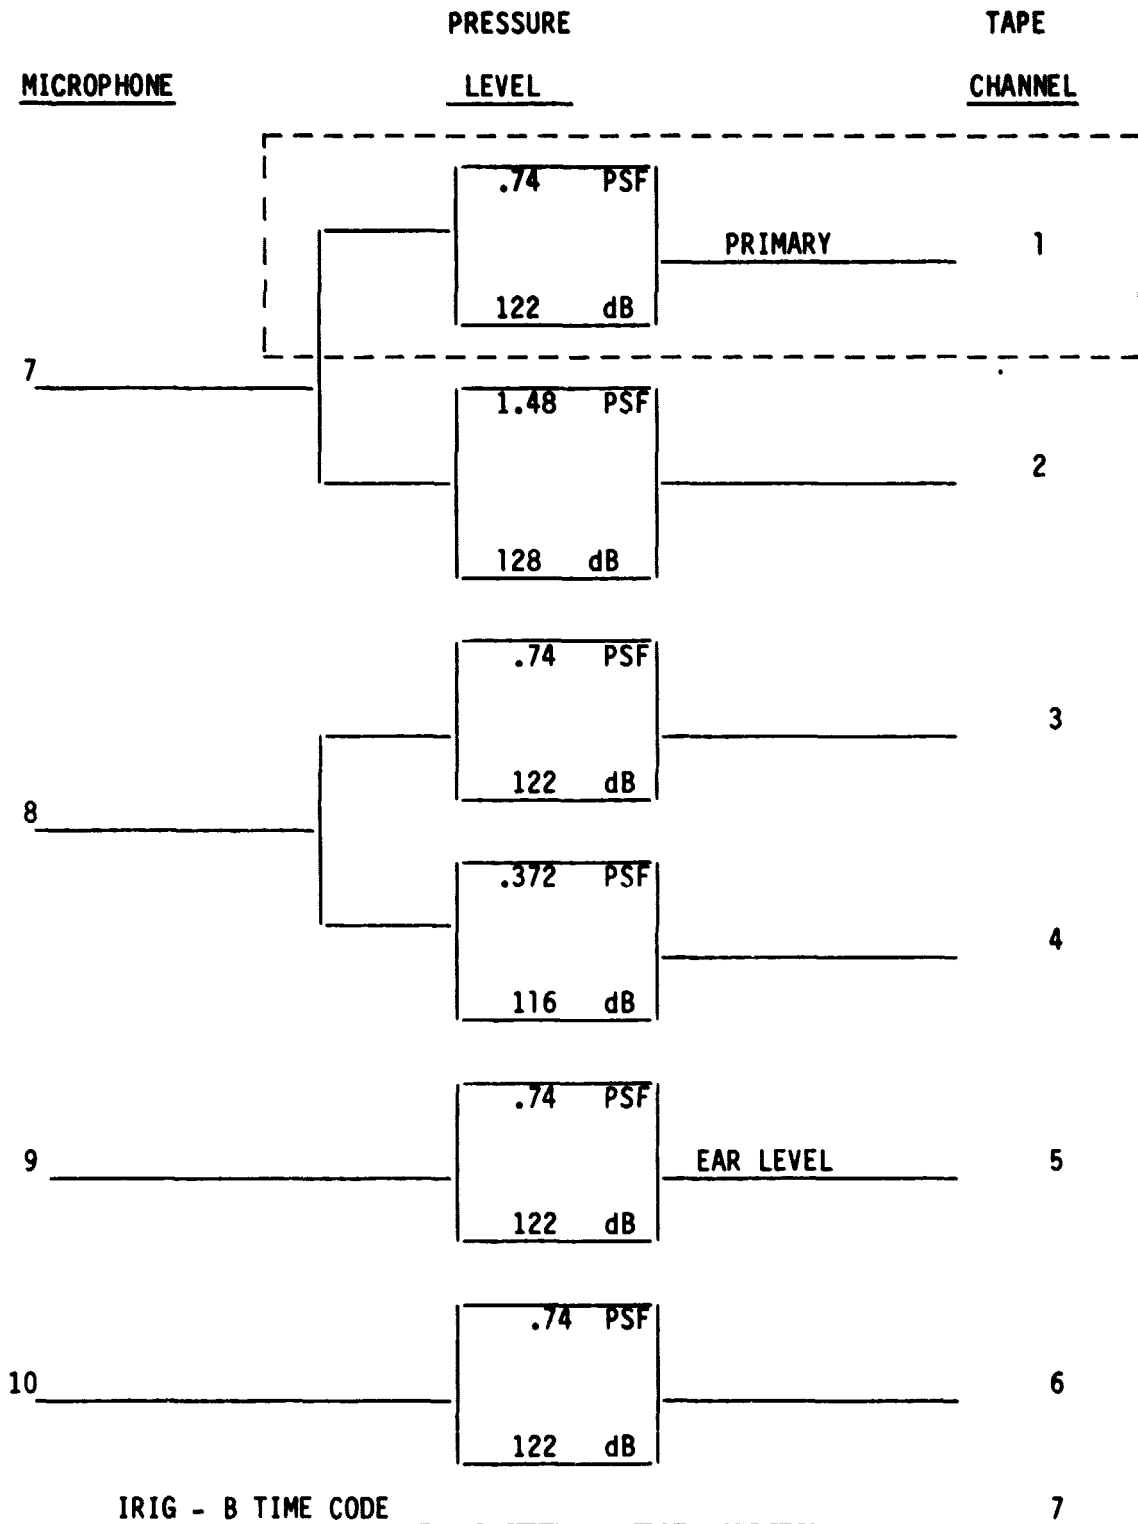 PRESSURE TAPE
MICROPHONE LEVEL CHANNEL
.74 PSF
PRIMARY 1
122 dB
7
1.48 PSF
2
128 dB
.74 PSF
3
122 dB
8
.372 PSF
4
116 dB
.74 PSF
9 EAR LEVEL 5
122 dB
.74 PSF
10 6
122 dB
IRIG - B TIME CODE 7